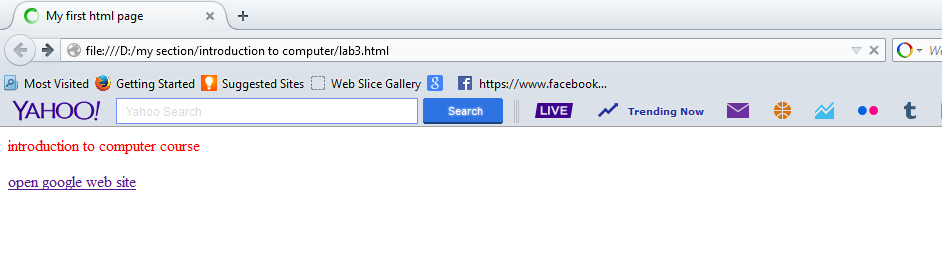 My first html page
file:///D:/my section/introduction to computer/lab3.html
Most Visited Getting Started Suggested Sites Web Slice Gallery https://www.facebook...
YAHOO! Yahoo Search Search LIVE Trending Now
introduction to computer course
open google web site